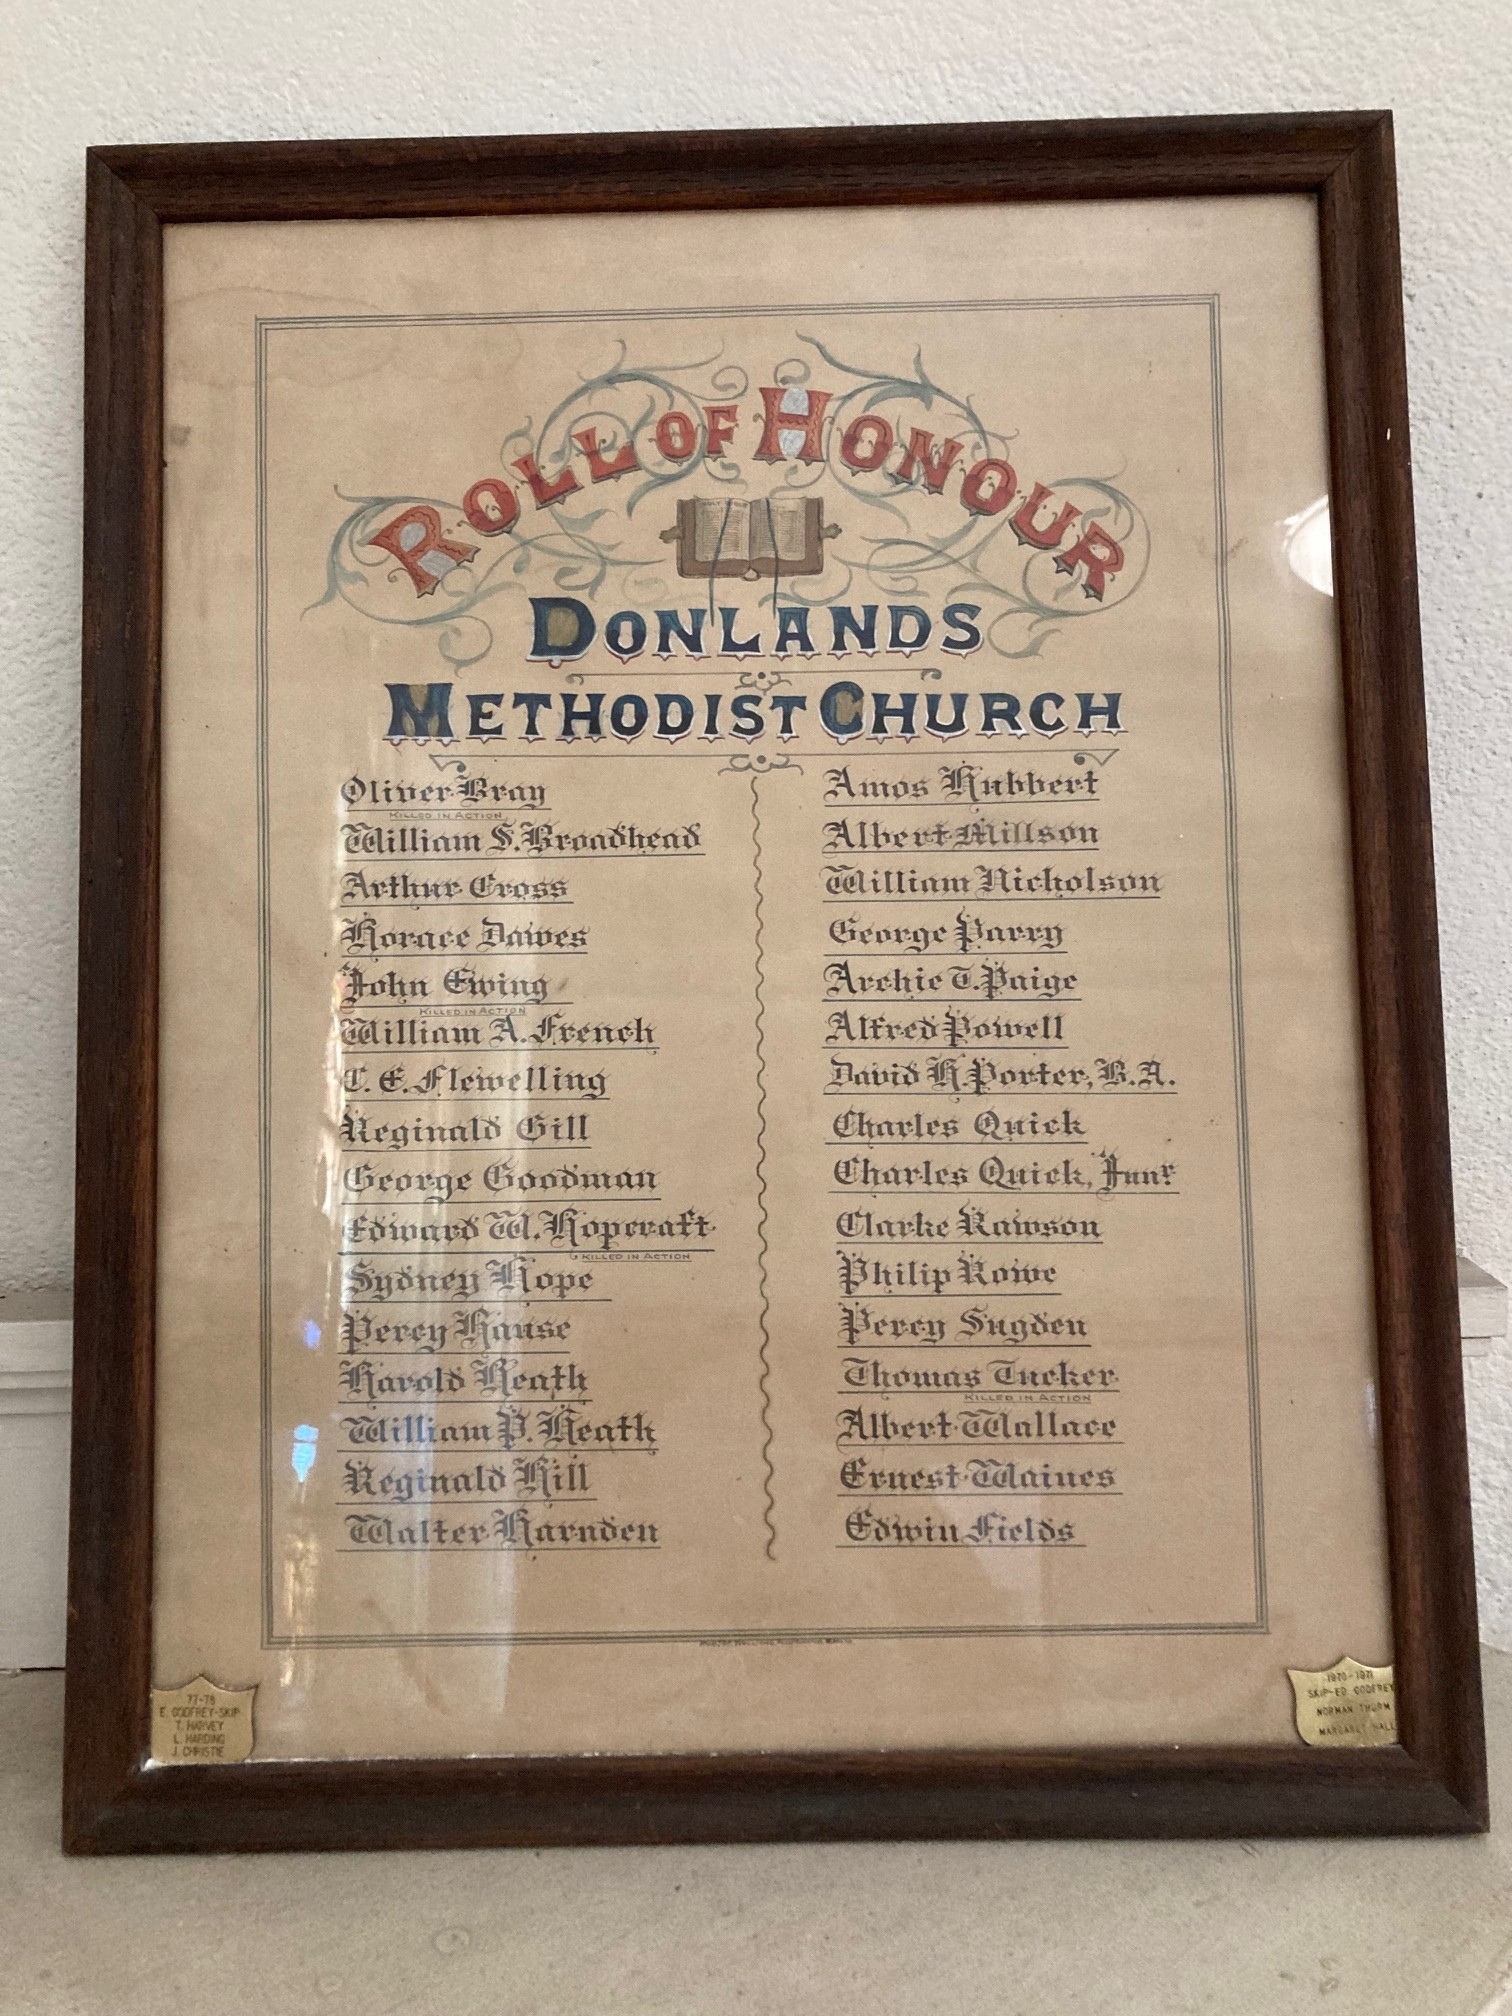 ROLL OF HONOUR
DONLANDS
METHODIST CHURCH
Oliver Bray
KILLED IN ACTION
William S. Broadhead
Arthur Cross
Horace Dawes
John Ewing
KILLED IN ACTION
William A. French
C. E. Flewelling
Reginald Gill
George Goodman
Edward W. Hopcraft
KILLED IN ACTION
Sydney Hope
Percy Hause
Harold Heath
William P. Heath
Reginald Hill
Walter Harnden
Amos Hubbert
Albert Millson
William Nicholson
George Parry
Archie T. Paige
Alfred Powell
David H. Porter, B.A.
Charles Quick
Charles Quick, Junr
Clarke Rawson
Philip Rowe
Percy Sugden
Thomas Tucker
KILLED IN ACTION
Albert Wallace
Ernest Waines
Edwin Fields
77-78
E. GODFREY-SKIP
T. HARVEY
L. HARDING
J. CHRISTIE
1970-1971
SKIP-ED GODFREY
NORMAN THURM
MARGARET HALL